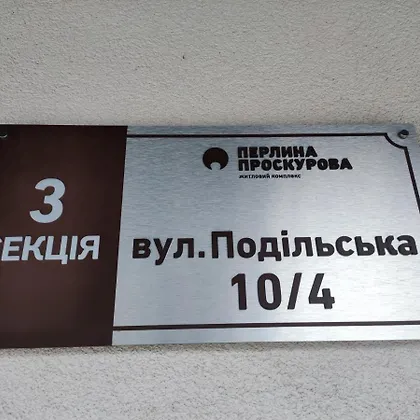 3
СЕКЦІЯ
ПЕРЛИНА
ПРОСКУРОВА
ЖИТЛОВИЙ КОМПЛЕКС
вул.Подільська
10/4